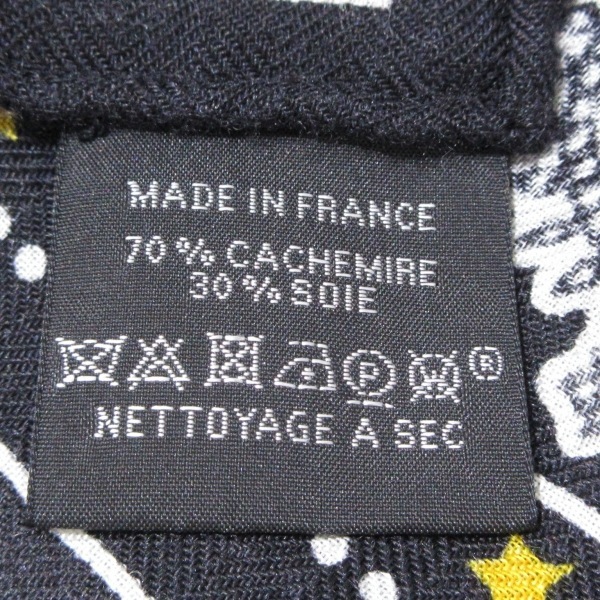 MADE IN FRANCE
70 % CACHEMIRE
30 % SOIE
P W ®
NETTOYAGE A SEC